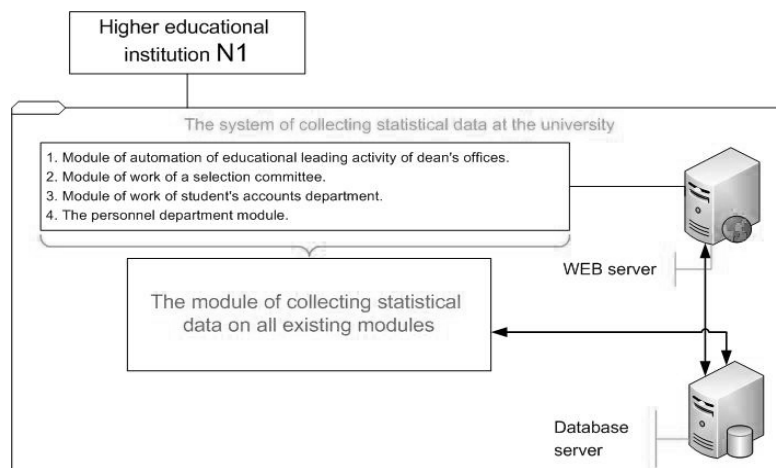 Higher educational
institution N1
The system of collecting statistical data at the university
1. Module of automation of educational leading activity of dean's offices.
2. Module of work of a selection committee.
3. Module of work of student's accounts department.
4. The personnel department module.
WEB server
The module of collecting statistical
data on all existing modules
Database
server